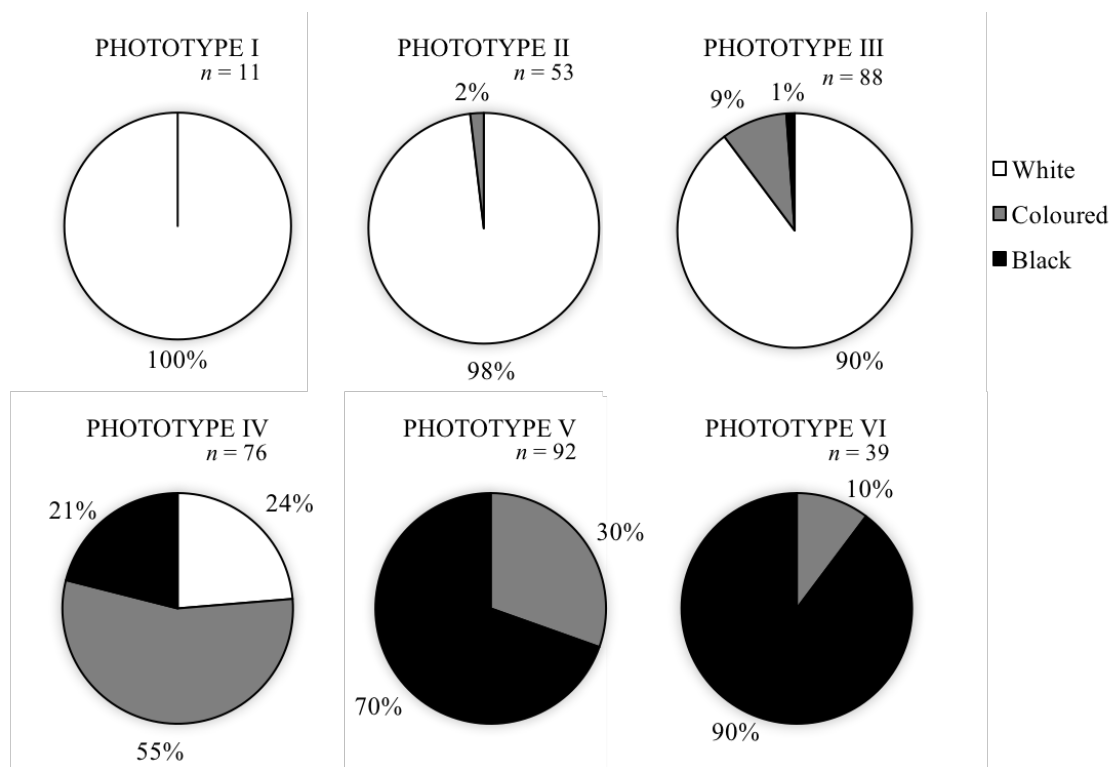 PHOTOTYPE I
n = 11
100%
PHOTOTYPE II
n = 53
2%
98%
PHOTOTYPE III
n = 88
9%
1%
90%
White
Coloured
Black
PHOTOTYPE IV
n = 76
21%
24%
55%
PHOTOTYPE V
n = 92
30%
70%
PHOTOTYPE VI
n = 39
10%
90%